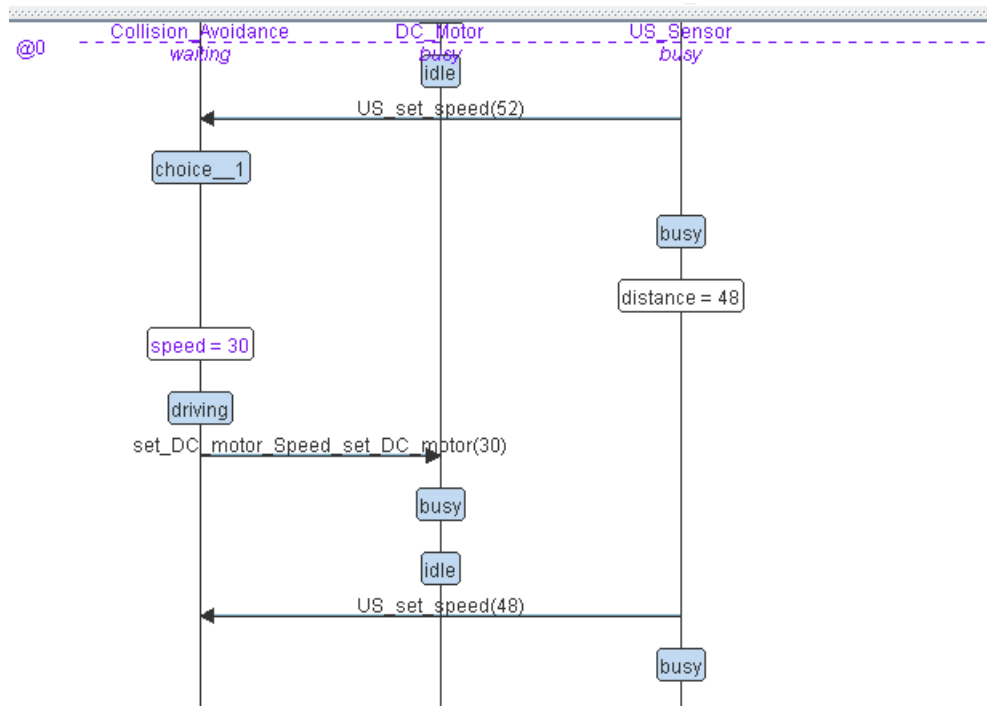 Collision_Avoidance DC_Motor US_Sensor
@0
waiting busy busy
idle
US_set_speed(52)
choice__1
busy
distance = 48
speed = 30
driving
set_DC_motor_Speed_set_DC_motor(30)
busy
idle
US_set_speed(48)
busy